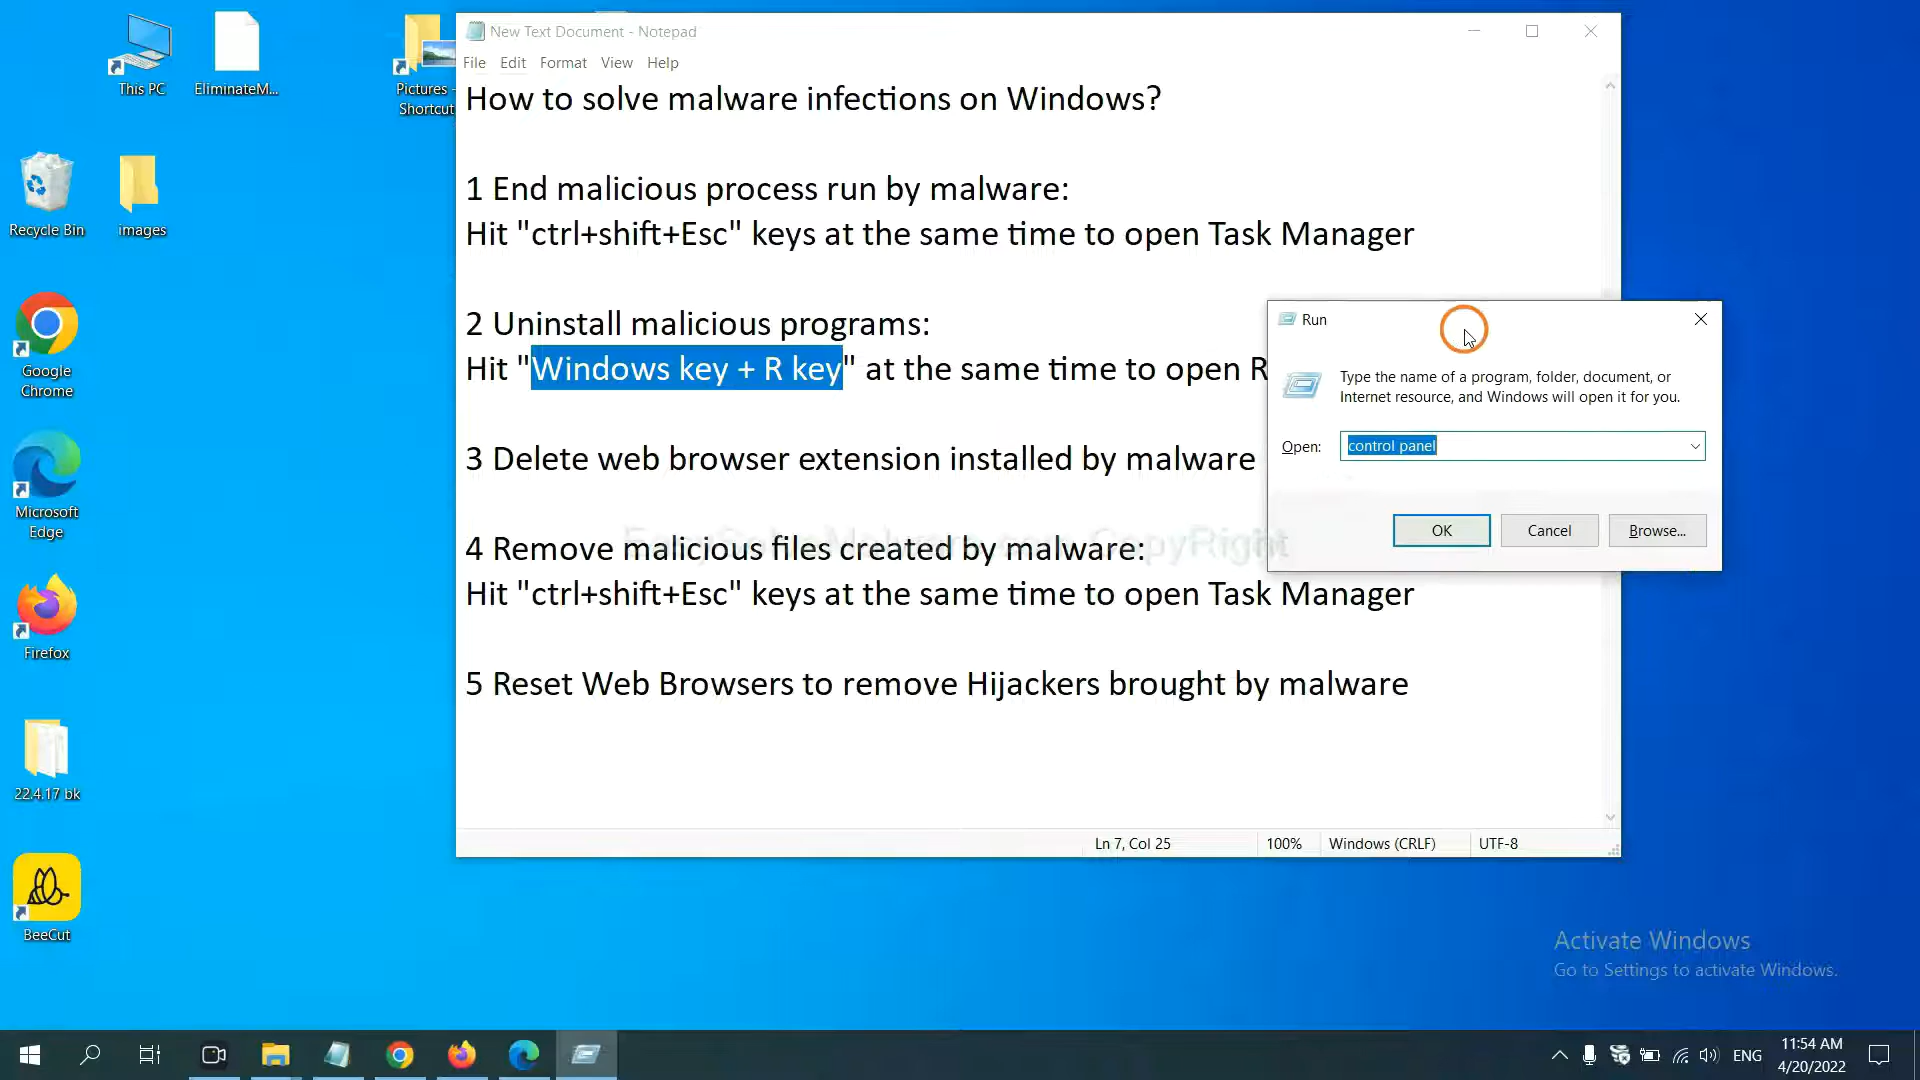 This PC
EliminateM...
Pictures -
Shortcut
Recycle Bin
images
Google
Chrome
Microsoft
Edge
Firefox
22.4.17 bk
BeeCut
New Text Document - Notepad
File Edit Format View Help
How to solve malware infections on Windows?
1 End malicious process run by malware:
Hit "ctrl+shift+Esc" keys at the same time to open Task Manager
2 Uninstall malicious programs:
Hit "Windows key + R key" at the same time to open R
3 Delete web browser extension installed by malware
4 Remove malicious files created by malware:
Hit "ctrl+shift+Esc" keys at the same time to open Task Manager
5 Reset Web Browsers to remove Hijackers brought by malware
EasySolveMalware.com CopyRight
Ln 7, Col 25
100%
Windows (CRLF)
UTF-8
Run
Type the name of a program, folder, document, or
Internet resource, and Windows will open it for you.
Open: control panel
OK Cancel Browse...
Activate Windows
Go to Settings to activate Windows.
ENG
11:54 AM
4/20/2022